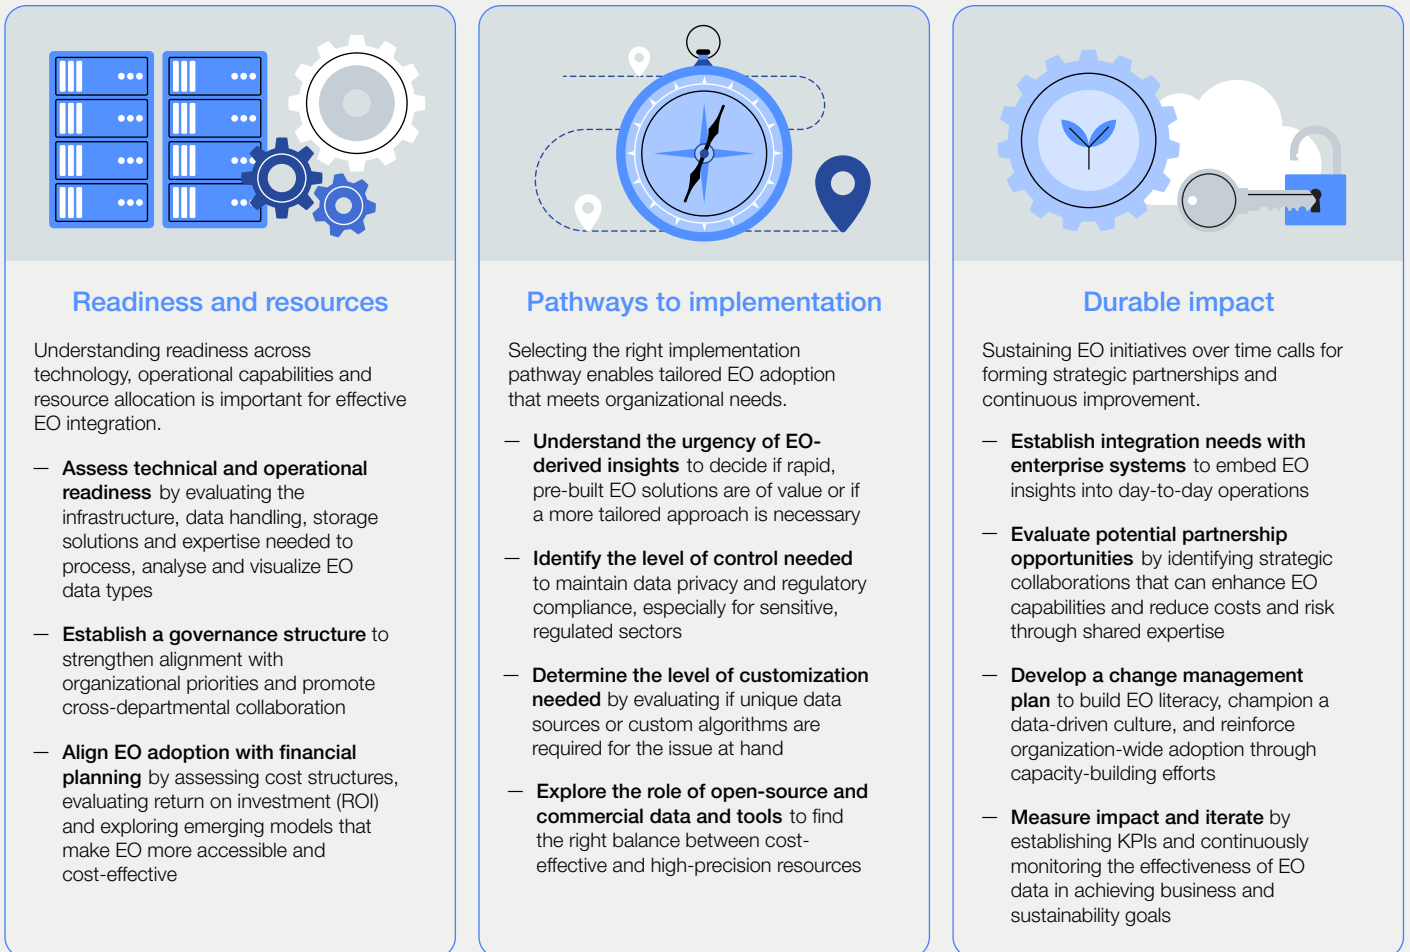 Readiness and resources
Understanding readiness across
technology, operational capabilities and
resource allocation is important for effective
EO integration.
— Assess technical and operational
readiness by evaluating the
infrastructure, data handling, storage
solutions and expertise needed to
process, analyse and visualize EO
data types
— Establish a governance structure to
strengthen alignment with
organizational priorities and promote
cross-departmental collaboration
— Align EO adoption with financial
planning by assessing cost structures,
evaluating return on investment (ROI)
and exploring emerging models that
make EO more accessible and
cost-effective
Pathways to implementation
Selecting the right implementation
pathway enables tailored EO adoption
that meets organizational needs.
— Understand the urgency of EO-
derived insights to decide if rapid,
pre-built EO solutions are of value or if
a more tailored approach is necessary
— Identify the level of control needed
to maintain data privacy and regulatory
compliance, especially for sensitive,
regulated sectors
— Determine the level of customization
needed by evaluating if unique data
sources or custom algorithms are
required for the issue at hand
— Explore the role of open-source and
commercial data and tools to find
the right balance between cost-
effective and high-precision resources
Durable impact
Sustaining EO initiatives over time calls for
forming strategic partnerships and
continuous improvement.
— Establish integration needs with
enterprise systems to embed EO
insights into day-to-day operations
— Evaluate potential partnership
opportunities by identifying strategic
collaborations that can enhance EO
capabilities and reduce costs and risk
through shared expertise
— Develop a change management
plan to build EO literacy, champion a
data-driven culture, and reinforce
organization-wide adoption through
capacity-building efforts
— Measure impact and iterate by
establishing KPIs and continuously
monitoring the effectiveness of EO
data in achieving business and
sustainability goals